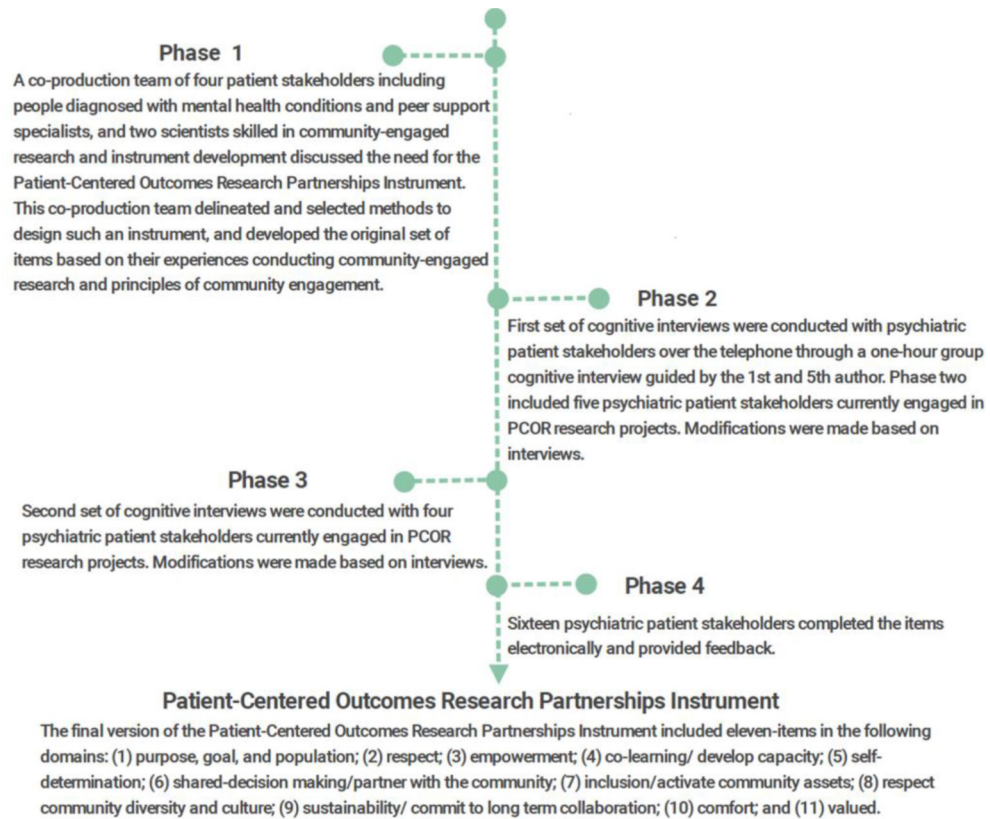 Phase 1
A co-production team of four patient stakeholders including
people diagnosed with mental health conditions and peer support
specialists, and two scientists skilled in community-engaged
research and instrument development discussed the need for the
Patient-Centered Outcomes Research Partnerships Instrument.
This co-production team delineated and selected methods to
design such an instrument, and developed the original set of
items based on their experiences conducting community-engaged
research and principles of community engagement.
Phase 2
First set of cognitive interviews were conducted with psychiatric
patient stakeholders over the telephone through a one-hour group
cognitive interview guided by the 1st and 5th author. Phase two
included five psychiatric patient stakeholders currently engaged in
PCOR research projects. Modifications were made based on
interviews.
Phase 3
Second set of cognitive interviews were conducted with four
psychiatric patient stakeholders currently engaged in PCOR
research projects. Modifications were made based on interviews.
Phase 4
Sixteen psychiatric patient stakeholders completed the items
electronically and provided feedback.
Patient-Centered Outcomes Research Partnerships Instrument
The final version of the Patient-Centered Outcomes Research Partnerships Instrument included eleven-items in the following
domains: (1) purpose, goal, and population; (2) respect; (3) empowerment; (4) co-learning/ develop capacity; (5) self-
determination; (6) shared-decision making/partner with the community; (7) inclusion/activate community assets; (8) respect
community diversity and culture; (9) sustainability/ commit to long term collaboration; (10) comfort; and (11) valued.